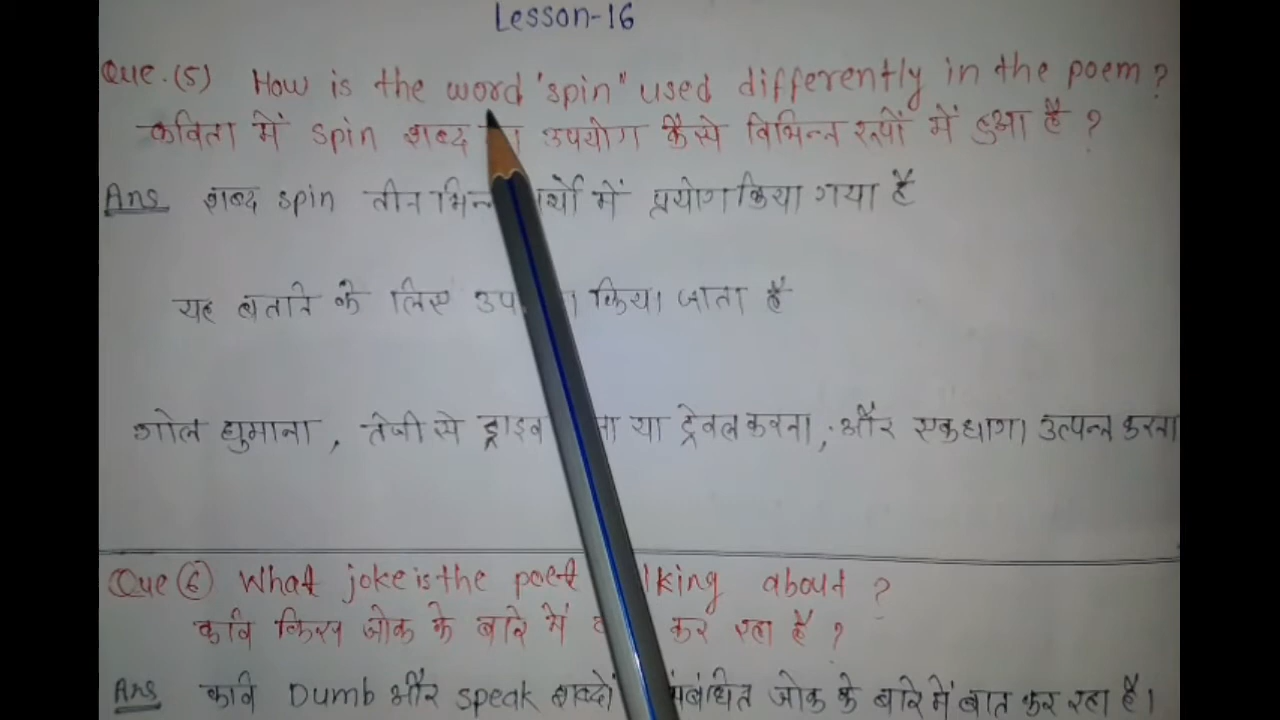 Lesson-16
Que.(5) How is the word "spin" used differently in the poem?
कविता में spin शब्द उपयोग कैसे विभिन्न रूपों में हुआ है ?
Ans शब्द spin तीन में प्रयोग किया गया है
यह बताने के लिए किया जाता है
गोल घुमाना , तेजी से या ट्रेवल करना , और एक धागा उत्पन्न करना
Que (6) What joke is the poet about ?
कवि किस जोक के बारे में कर रहा है ?
Ans कवि Dumb और speak शब्दों जोक के बारे में बात कर रहा है।